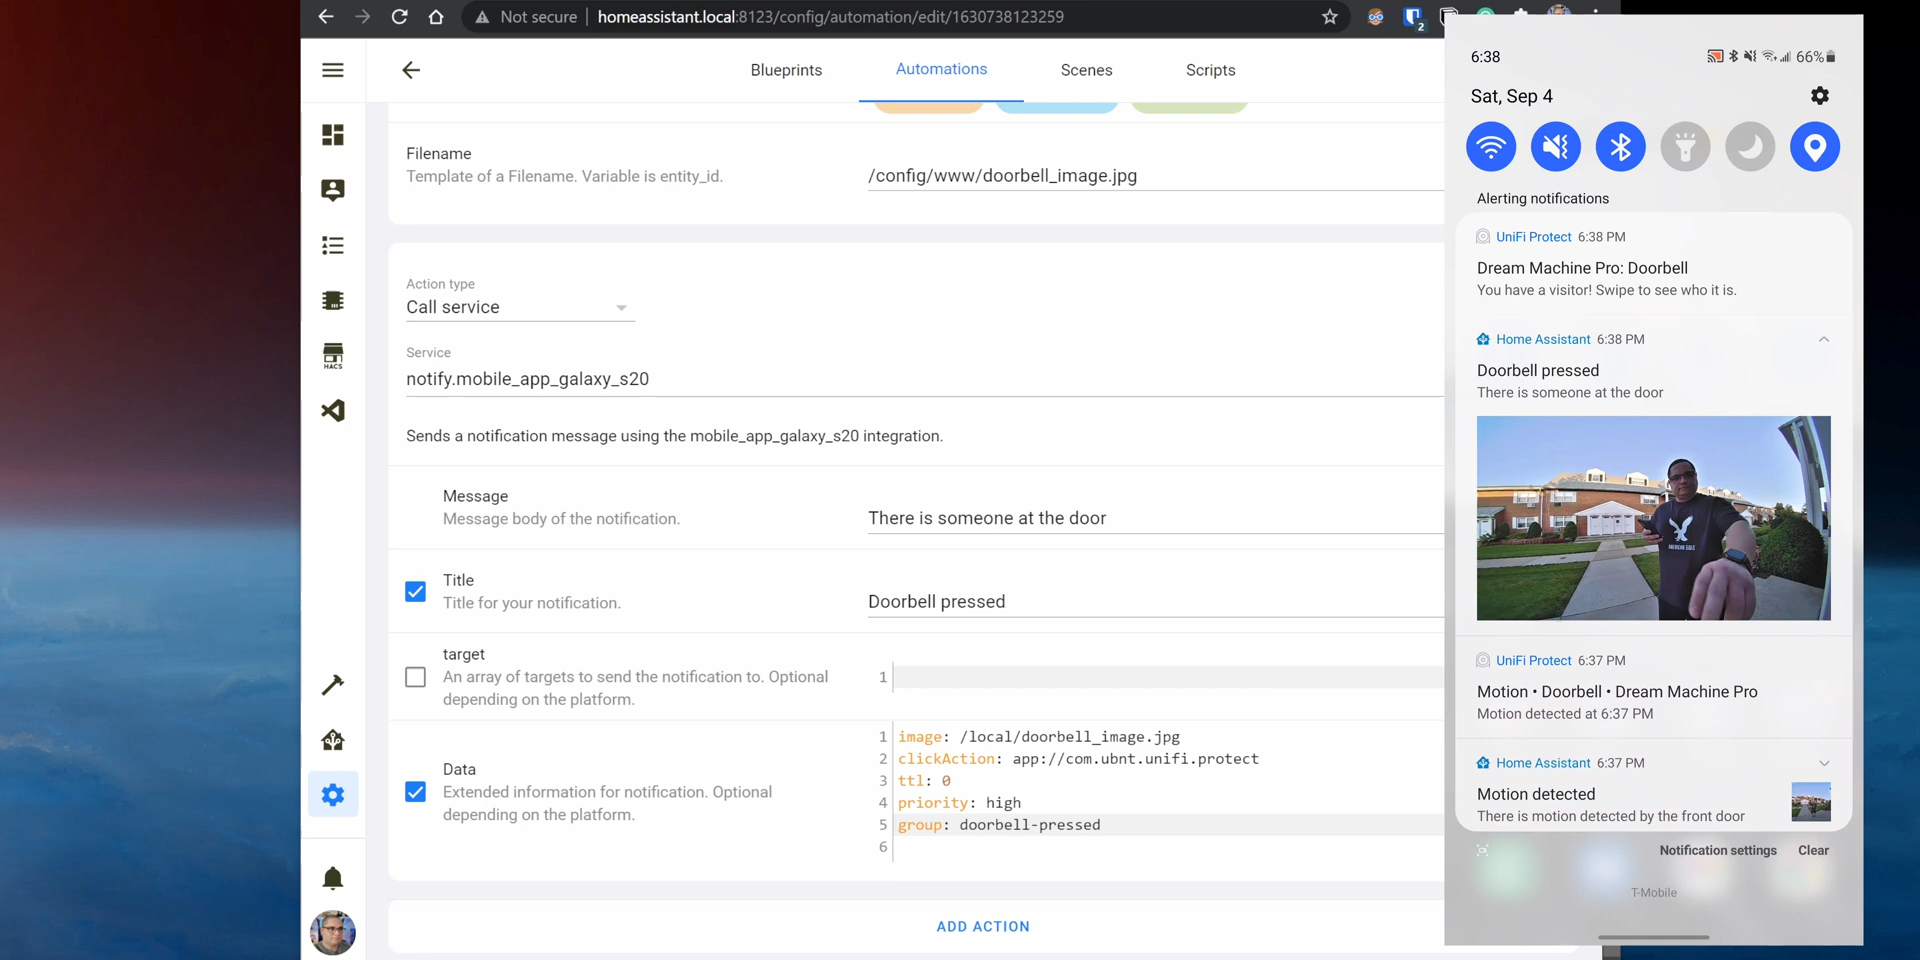 Not secure
homeassistant.local:8123/config/automation/edit/1630738123259
2
Blueprints
Automations
Scenes
Scripts
HACS
Filename
Template of a Filename. Variable is entity_id.
/config/www/doorbell_image.jpg
Action type
Call service
Service
notify.mobile_app_galaxy_s20
Sends a notification message using the mobile_app_galaxy_s20 integration.
Message
Message body of the notification.
There is someone at the door
Title
Title for your notification.
Doorbell pressed
target
An array of targets to send the notification to. Optional
depending on the platform.
1
Data
Extended information for notification. Optional
depending on the platform.
1 image: /local/doorbell_image.jpg
2 clickAction: app://com.ubnt.unifi.protect
3 ttl: 0
4 priority: high
5 group: doorbell-pressed
6
ADD ACTION
6:38
66%
Sat, Sep 4
Alerting notifications
UniFi Protect 6:38 PM
Dream Machine Pro: Doorbell
You have a visitor! Swipe to see who it is.
Home Assistant 6:38 PM
Doorbell pressed
There is someone at the door
AMERICAN EAGLE
UniFi Protect 6:37 PM
Motion • Doorbell • Dream Machine Pro
Motion detected at 6:37 PM
Home Assistant 6:37 PM
Motion detected
There is motion detected by the front door
Notification settings
Clear
T-Mobile